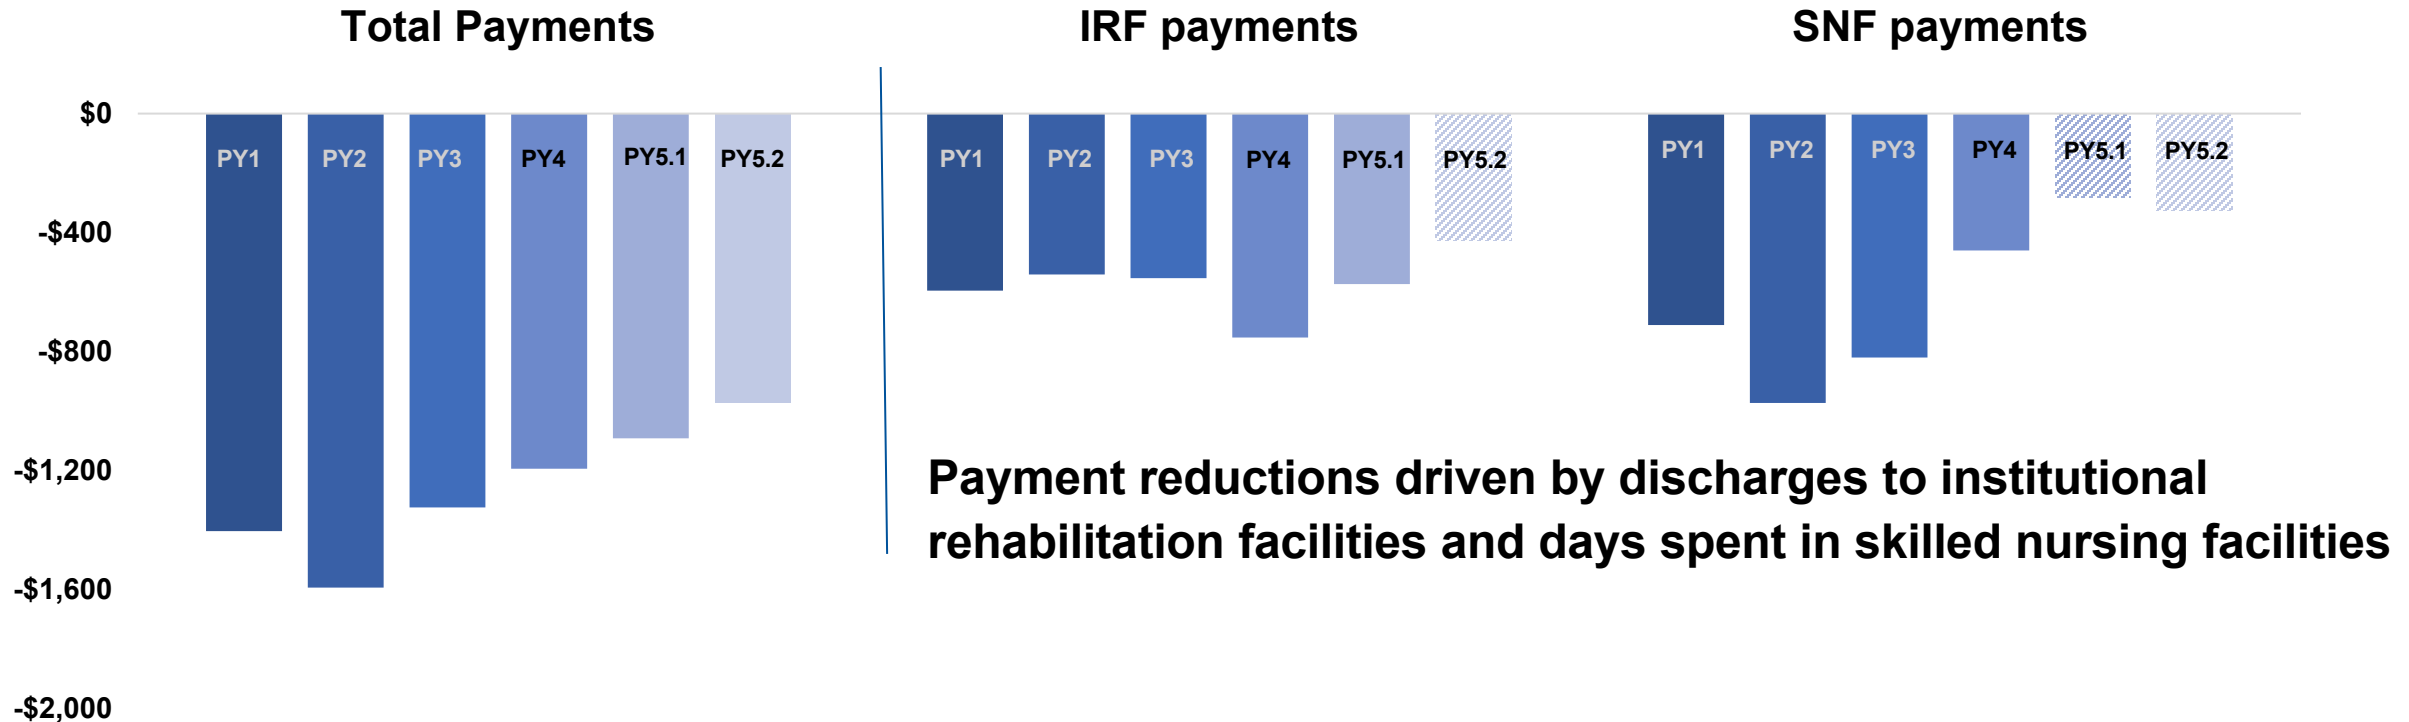 Total Payments
IRF payments
SNF payments
$0
-$400
-$800
-$1,200
-$1,600
-$2,000
PY1
PY2
PY3
PY4
PY5.1
PY5.2
PY1
PY2
PY3
PY4
PY5.1
PY5.2
PY1
PY2
PY3
PY4
PY5.1
PY5.2
Payment reductions driven by discharges to institutional
rehabilitation facilities and days spent in skilled nursing facilities